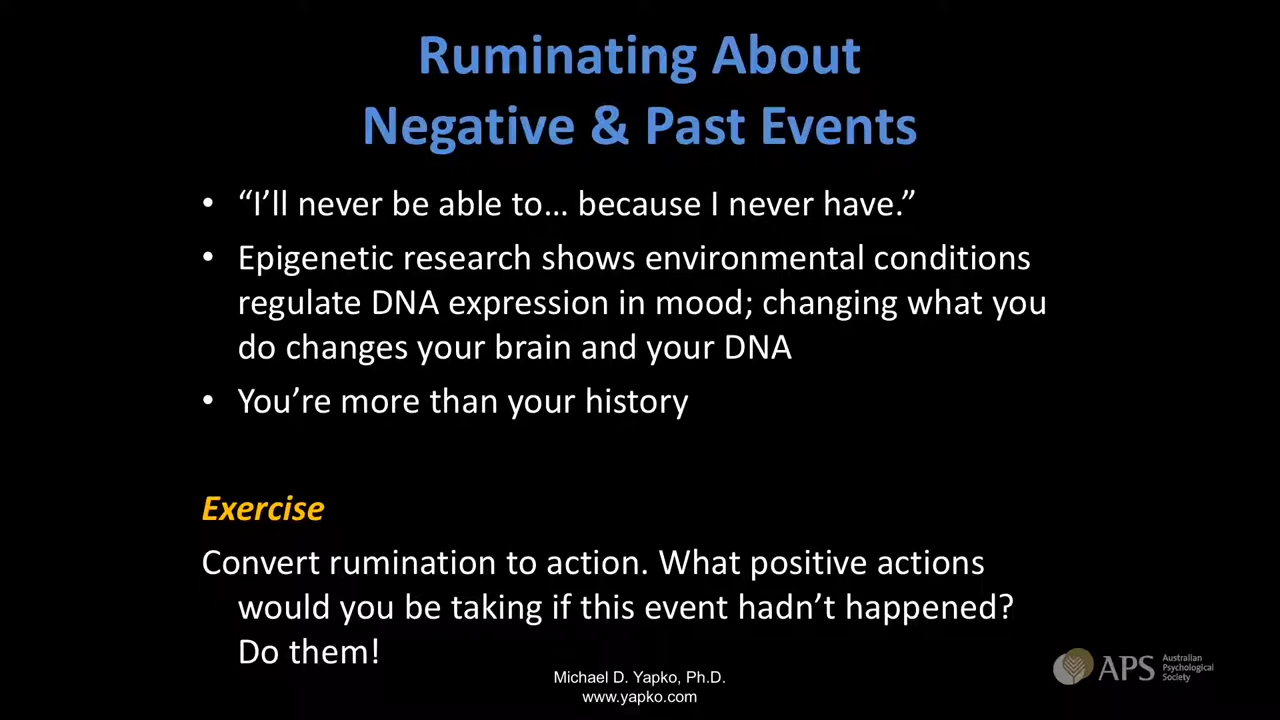 Ruminating About
Negative & Past Events
• “I’ll never be able to… because I never have.”
• Epigenetic research shows environmental conditions
regulate DNA expression in mood; changing what you
do changes your brain and your DNA
• You’re more than your history
Exercise
Convert rumination to action. What positive actions
would you be taking if this event hadn’t happened?
Do them!
Michael D. Yapko, Ph.D.
www.yapko.com
APS
Australian
Psychological
Society